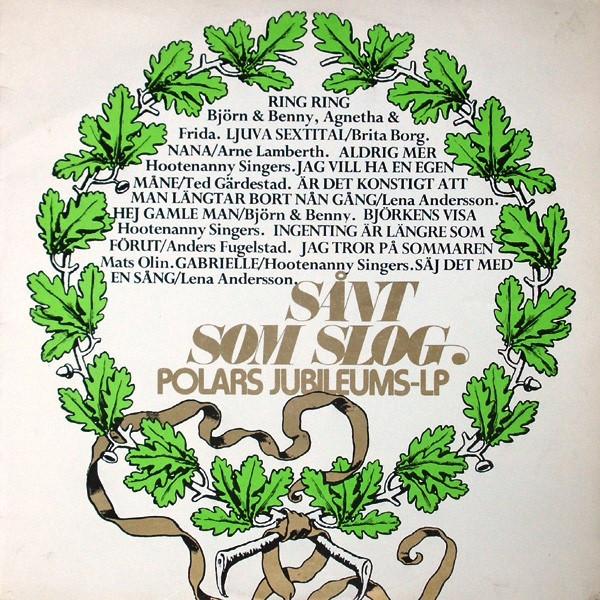 RING RING
Björn & Benny, Agnetha &
Frida. LJUVA SEXTITAL/Brita Borg.
NANA/Arne Lamberth. ALDRIG MER
Hootenanny Singers.JAG VILL HA EN EGEN
MÅNE/Ted Gärdestad. ÄR DET KONSTIGT ATT
MAN LÄNGTAR BORT NÅN GÅNG/Lena Andersson.
HEJ GAMLE MAN/Björn & Benny. BJÖRKENS VISA
Hootenanny Singers. INGENTING ÄR LÄNGRE SOM
FÖRUT/Anders Fugelstad. JAG TROR PÅ SOMMAREN
Mats Olin.GABRIELLE/Hootenanny Singers.SÄJ DET MED
EN SÅNG/Lena Andersson.
SÅNT
SOM SLOG.
POLARS JUBILEUMS-LP